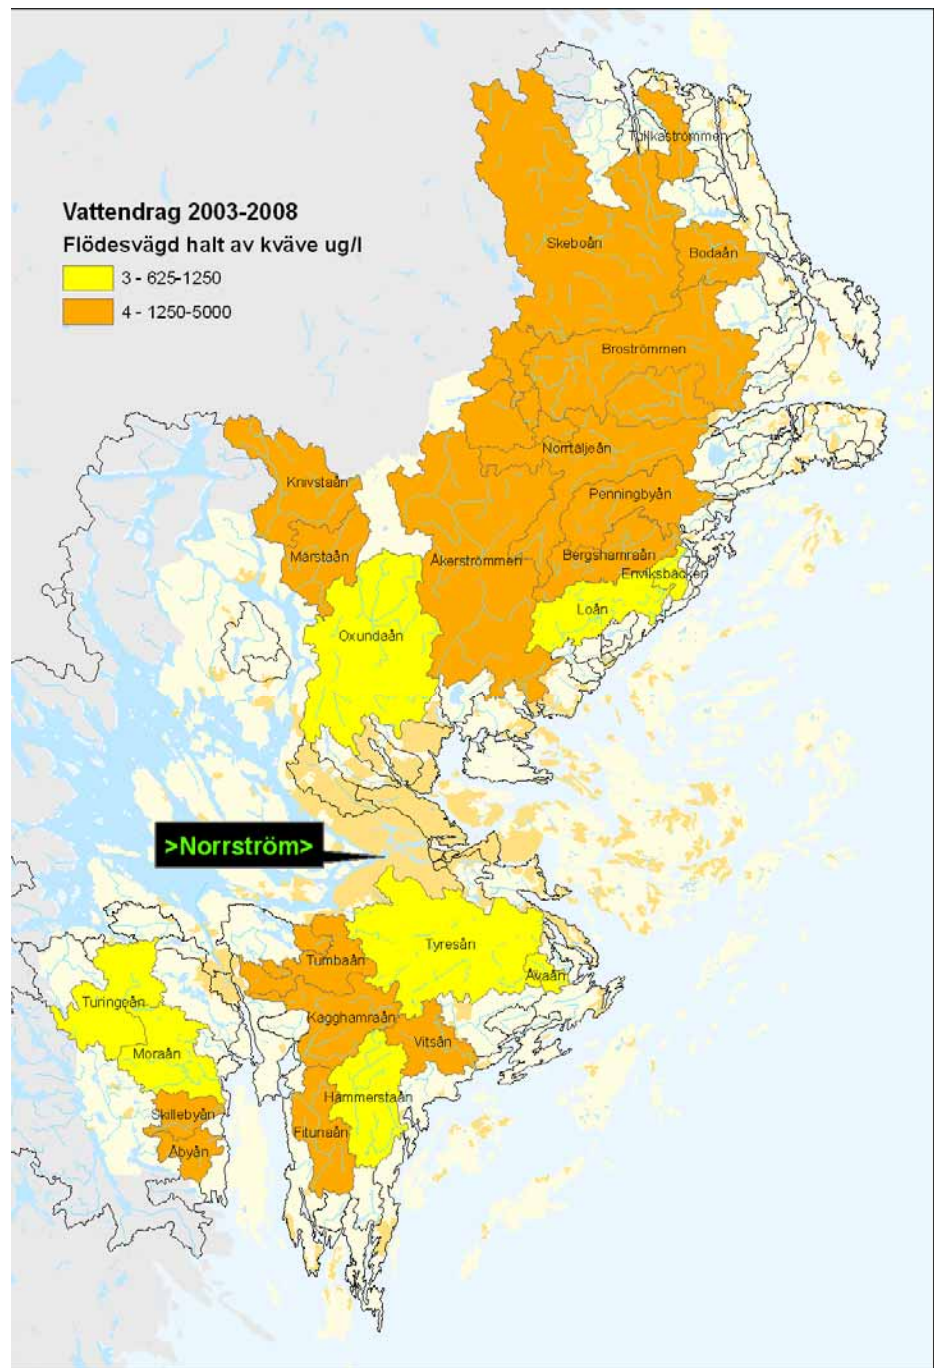 Vattendrag 2003-2008
Flödesvägd halt av kväve ug/l
3 - 625-1250
4 - 1250-5000
Tulkaströmmen
Skeboån
Bodaån
Broströmmen
Norrtäljeån
Knivstaån
Penningbyån
Märstaån
Åkerströmmen
Bergshamraån
Enviksbäcken
Loån
Oxundaån
>Norrström>
Tyresån
Tumbaån
Åvaån
Turingeån
Kagghamraån
Vitsån
Moraån
Hammerstaån
Skillebyån
Fitunaån
Åbyån